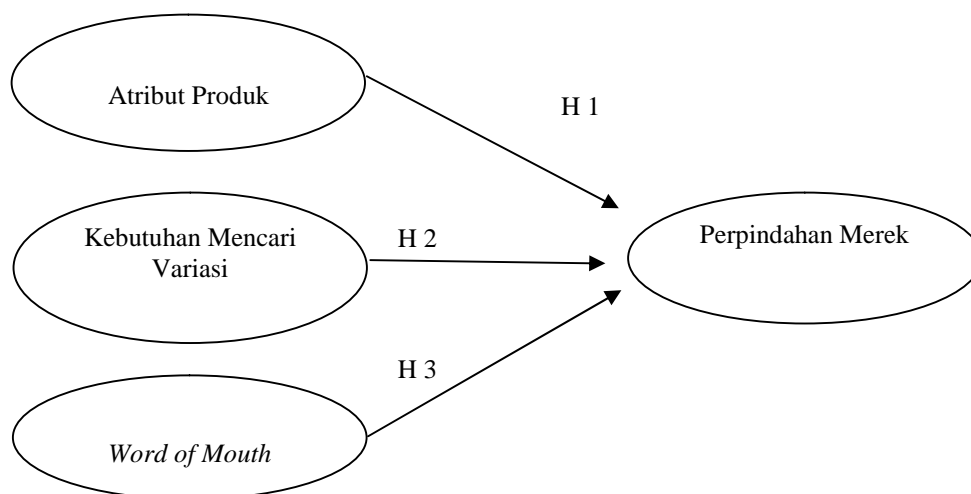 Atribut Produk
H 1
Kebutuhan Mencari
Variasi
H 2
Perpindahan Merek
H 3
Word of Mouth